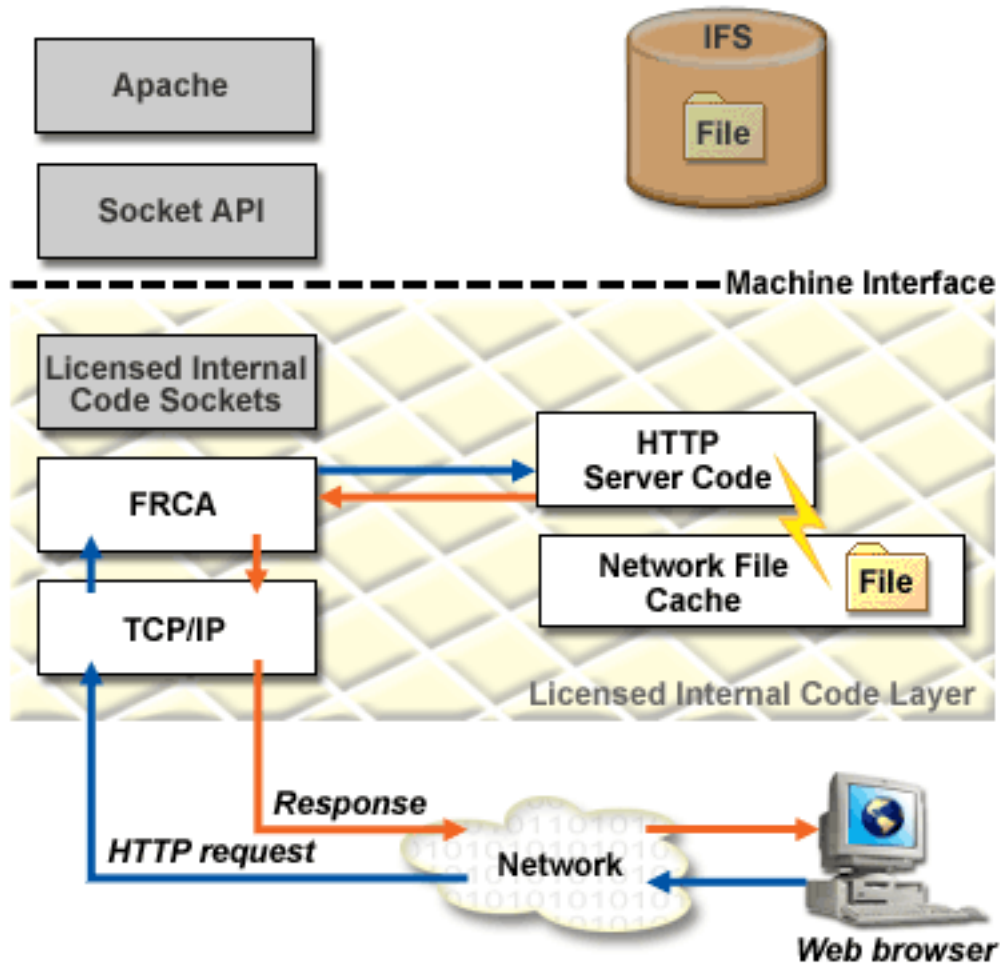 Apache
IFS
File
Socket API
Machine Interface
Licensed Internal
Code Sockets
HTTP
Server Code
FRCA
Network File
Cache
File
TCP/IP
Licensed Internal Code Layer
Response
HTTP request
Network
Web browser